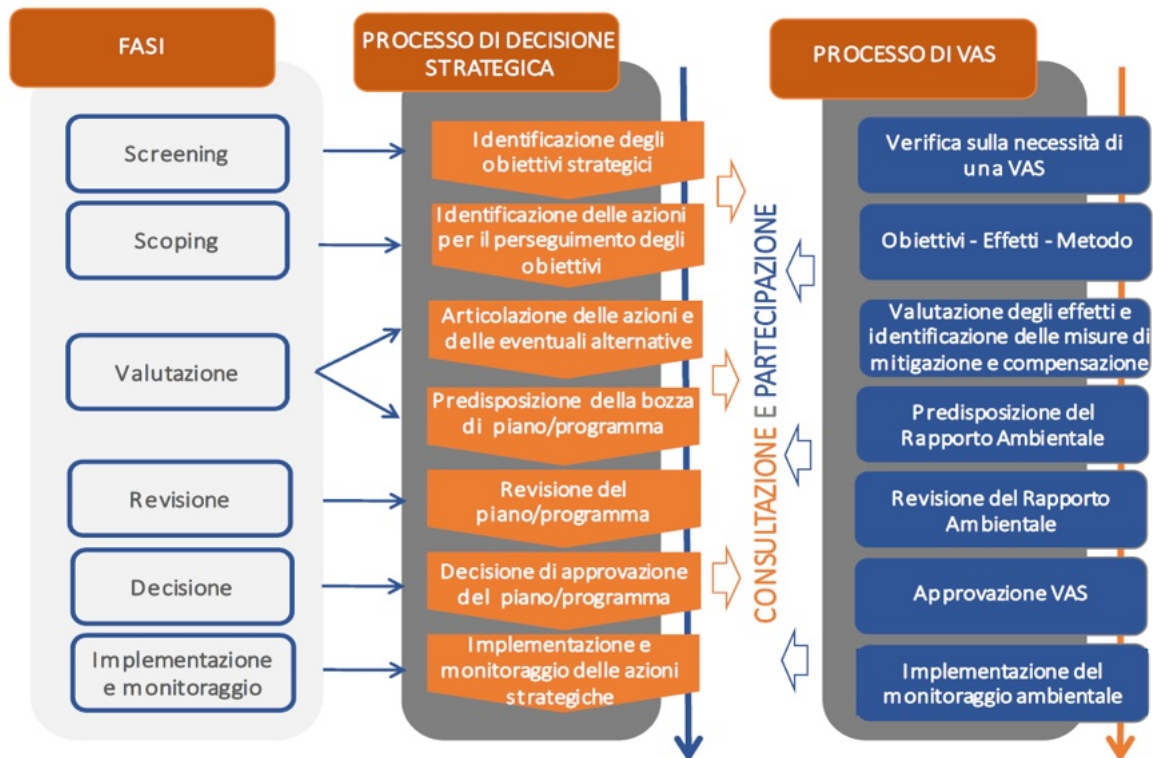 FASI
PROCESSO DI DECISIONE
STRATEGICA
PROCESSO DI VAS
Screening
Identificazione degli
obiettivi strategici
Verifica sulla necessità di
una VAS
Scoping
Identificazione delle azioni
per il perseguimento degli
obiettivi
Obiettivi - Effetti - Metodo
Valutazione
Articolazione delle azioni e
delle eventuali alternative
Valutazione degli effetti e
identificazione delle misure di
mitigazione e compensazione
Predisposizione della bozza
di piano/programma
Predisposizione del
Rapporto Ambientale
Revisione
Revisione del
piano/programma
Revisione del Rapporto
Ambientale
Decisione
Decisione di approvazione
del piano/programma
Approvazione VAS
Implementazione
e monitoraggio
Implementazione e
monitoraggio delle azioni
strategiche
Implementazione del
monitoraggio ambientale
CONSULTAZIONE E PARTECIPAZIONE